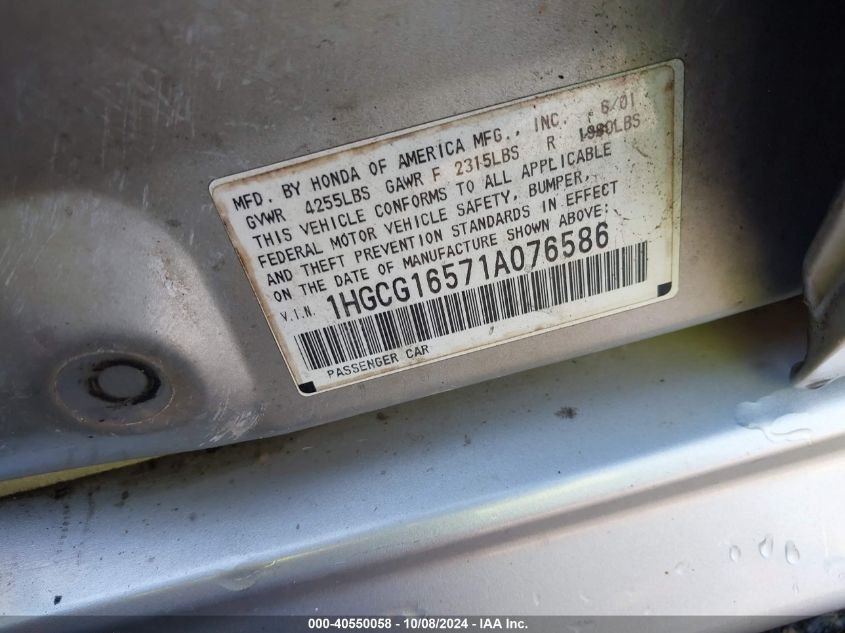 MFD. BY HONDA OF AMERICA MFG., INC. 6/01
GVWR 4255LBS GAWR F 2315LBS R 1980LBS
THIS VEHICLE CONFORMS TO ALL APPLICABLE
FEDERAL MOTOR VEHICLE SAFETY, BUMPER,
AND THEFT PREVENTION STANDARDS IN EFFECT
ON THE DATE OF MANUFACTURE SHOWN ABOVE:
V.I.N. 1HGCG16571A076586
PASSENGER CAR
000-40550058 - 10/08/2024 - IAA Inc.